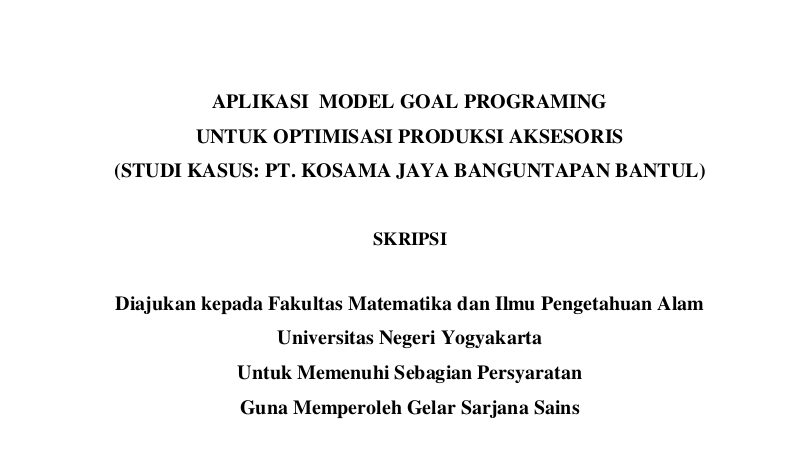 APLIKASI MODEL GOAL PROGRAMING
UNTUK OPTIMISASI PRODUKSI AKSESORIS
(STUDI KASUS: PT. KOSAMA JAYA BANGUNTAPAN BANTUL)
SKRIPSI
Diajukan kepada Fakultas Matematika dan Ilmu Pengetahuan Alam
Universitas Negeri Yogyakarta
Untuk Memenuhi Sebagian Persyaratan
Guna Memperoleh Gelar Sarjana Sains